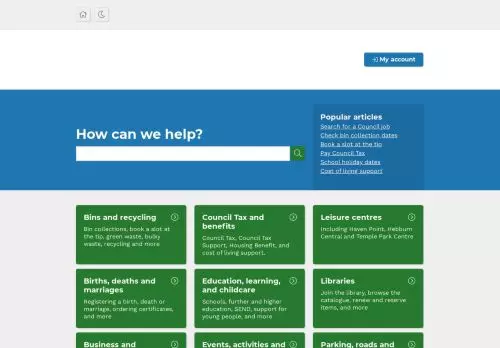 My account
How can we help?
Popular articles
Search for a Council job
Check bin collection dates
Book a slot at the tip
Pay Council Tax
School holiday dates
Cost of living support
Bins and recycling
Bin collections, book a slot at
the tip, green waste, bulky
waste, recycling and more
Council Tax and
benefits
Council Tax, Council Tax
Support, Housing Benefit, and
cost of living support.
Leisure centres
Including Haven Point, Hebburn
Central and Temple Park Centre
Births, deaths and
marriages
Registering a birth, death or
marriage, ordering certificates,
and more
Education, learning,
and childcare
Schools, further and higher
education, SEND, support for
young people, and more
Libraries
Join the library, browse the
catalogue, renew and reserve
items, and more
Business and
Events, activities and
Parking, roads and